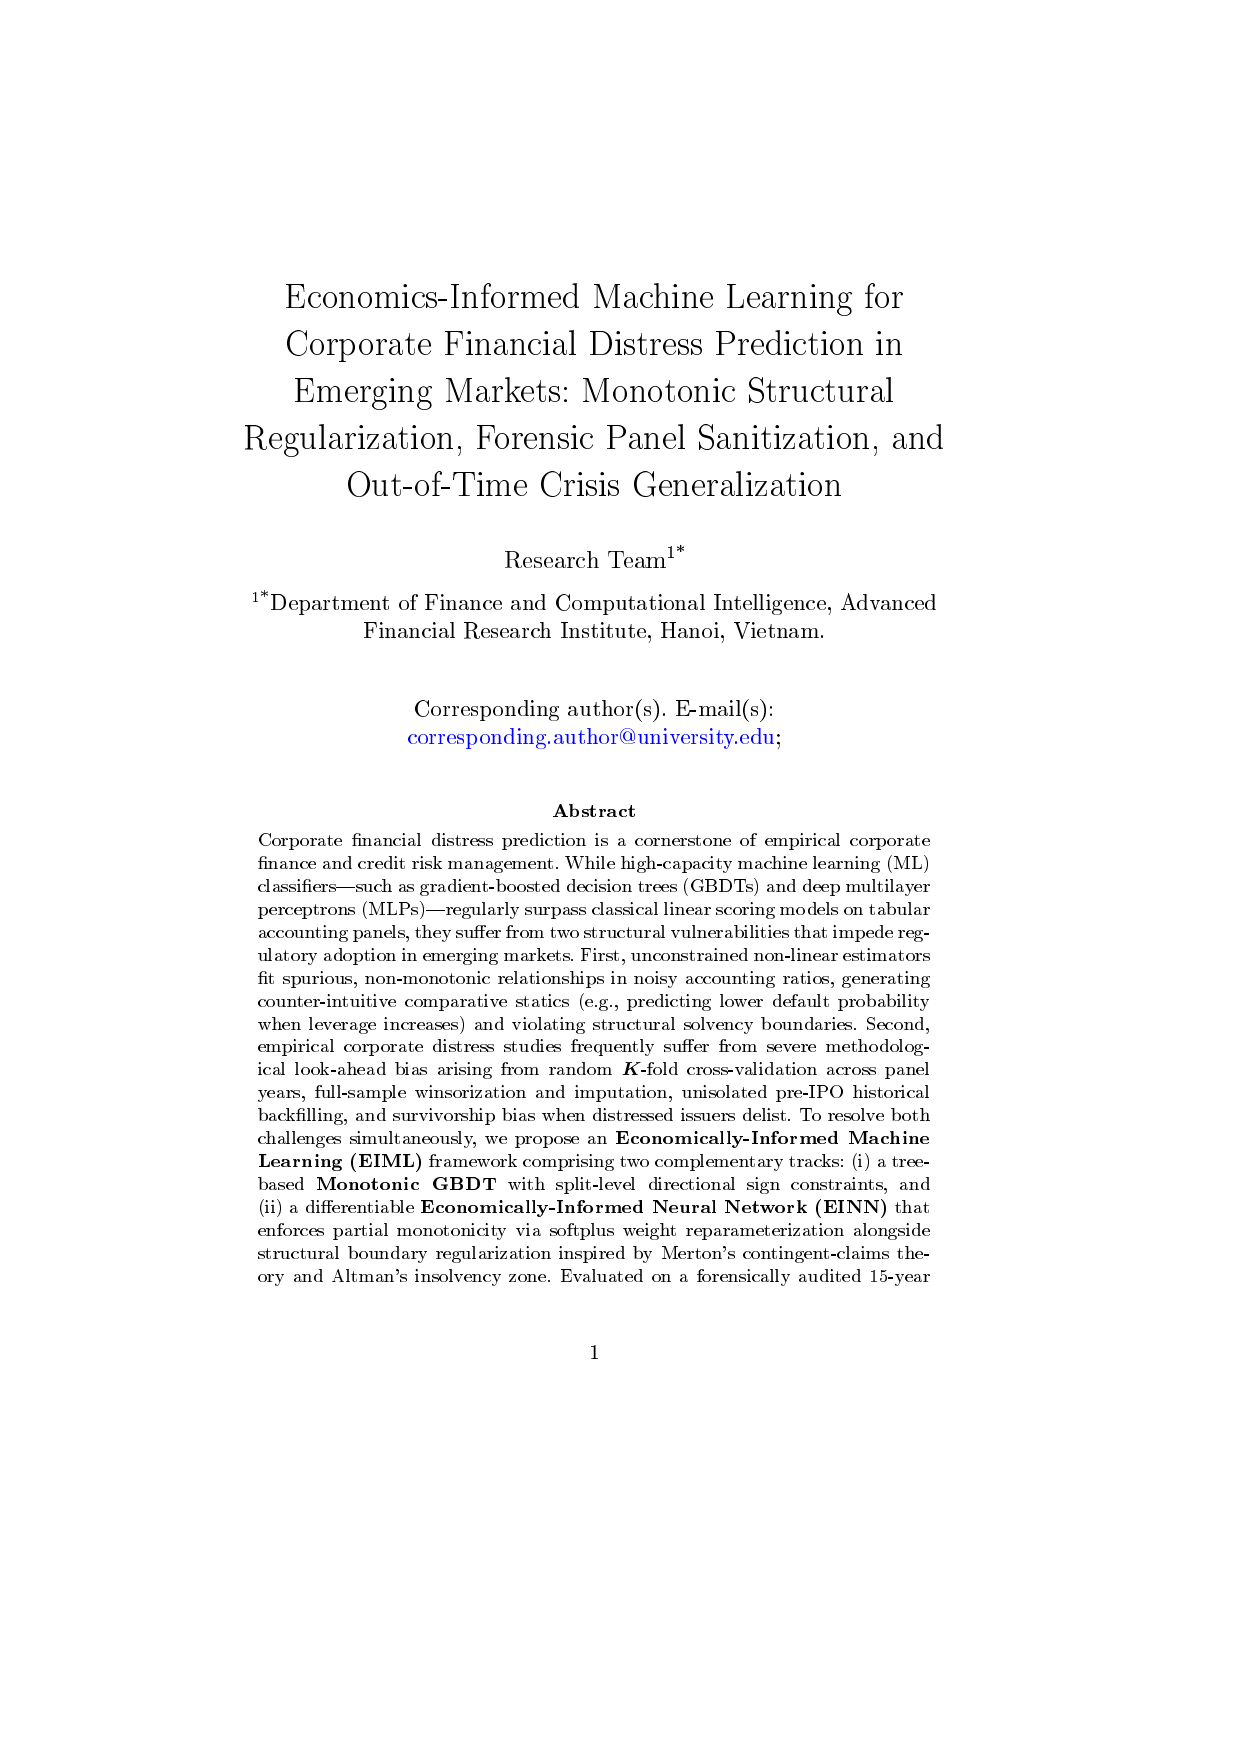 Economics-Informed Machine Learning for
Corporate Financial Distress Prediction in
Emerging Markets: Monotonic Structural
Regularization, Forensic Panel Sanitization, and
Out-of-Time Crisis Generalization
Research Team1*
1*Department of Finance and Computational Intelligence, Advanced
Financial Research Institute, Hanoi, Vietnam.
Corresponding author(s). E-mail(s):
corresponding.author@university.edu;
Abstract
Corporate financial distress prediction is a cornerstone of empirical corporate
finance and credit risk management. While high-capacity machine learning (ML)
classifiers—such as gradient-boosted decision trees (GBDTs) and deep multilayer
perceptrons (MLPs)—regularly surpass classical linear scoring models on tabular
accounting panels, they suffer from two structural vulnerabilities that impede reg-
ulatory adoption in emerging markets. First, unconstrained non-linear estimators
fit spurious, non-monotonic relationships in noisy accounting ratios, generating
counter-intuitive comparative statics (e.g., predicting lower default probability
when leverage increases) and violating structural solvency boundaries. Second,
empirical corporate distress studies frequently suffer from severe methodolog-
ical look-ahead bias arising from random K-fold cross-validation across panel
years, full-sample winsorization and imputation, unisolated pre-IPO historical
backfilling, and survivorship bias when distressed issuers delist. To resolve both
challenges simultaneously, we propose an Economically-Informed Machine
Learning (EIML) framework comprising two complementary tracks: (i) a tree-
based Monotonic GBDT with split-level directional sign constraints, and
(ii) a differentiable Economically-Informed Neural Network (EINN) that
enforces partial monotonicity via softplus weight reparameterization alongside
structural boundary regularization inspired by Merton's contingent-claims the-
ory and Altman's insolvency zone. Evaluated on a forensically audited 15-year
1